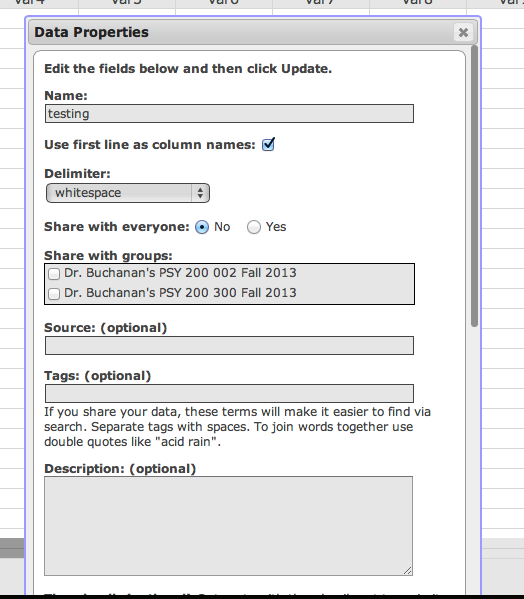 Var4 Var5 Var6 Var7 Var8
Data Properties
Edit the fields below and then click Update.
Name:
testing
Use first line as column names:
Delimiter:
whitespace
Share with everyone: No Yes
Share with groups:
Dr. Buchanan's PSY 200 002 Fall 2013
Dr. Buchanan's PSY 200 300 Fall 2013
Source: (optional)
Tags: (optional)
If you share your data, these terms will make it easier to find via
search. Separate tags with spaces. To join words together use
double quotes like "acid rain".
Description: (optional)